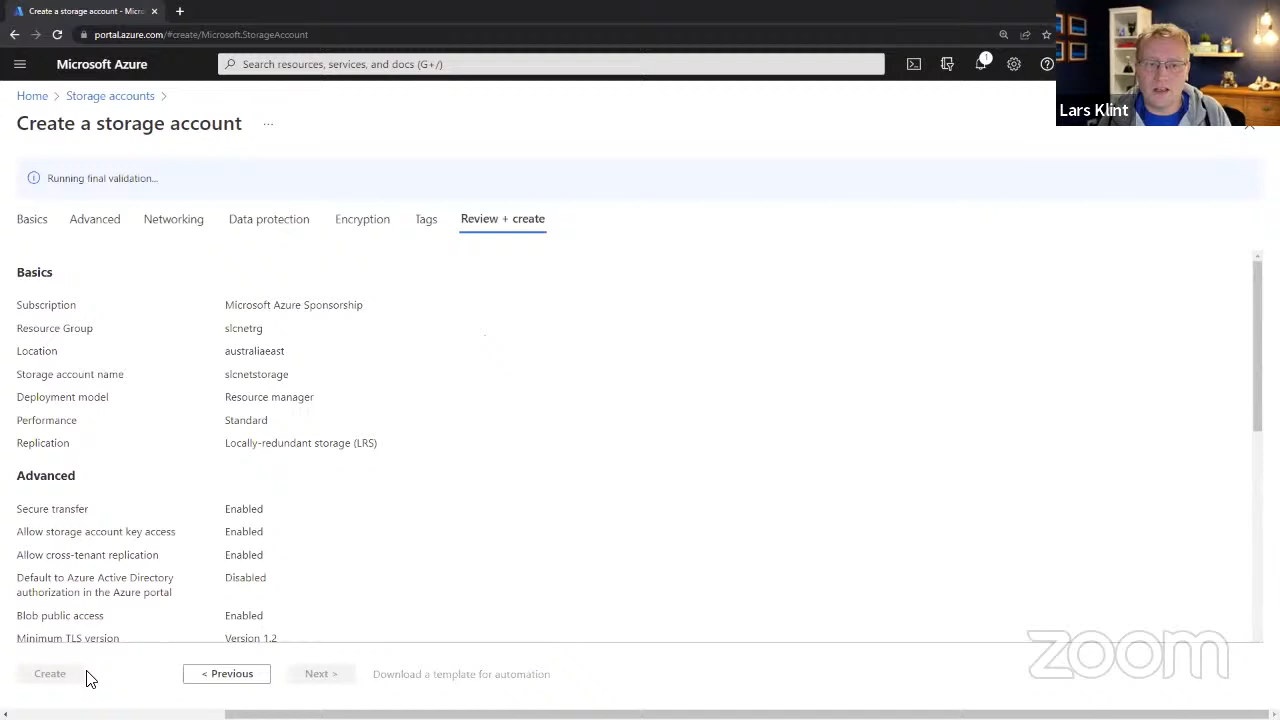 Create a storage account - Micros
portal.azure.com/#create/Microsoft.StorageAccount
Microsoft Azure
Search resources, services, and docs (G+/)
1
Lars Klint
Home > Storage accounts >
Create a storage account ...
Running final validation...
Basics Advanced Networking Data protection Encryption Tags Review + create
Basics
Subscription Microsoft Azure Sponsorship
Resource Group slcnetrg
Location australiaeast
Storage account name slcnetstorage
Deployment model Resource manager
Performance Standard
Replication Locally-redundant storage (LRS)
Advanced
Secure transfer Enabled
Allow storage account key access Enabled
Allow cross-tenant replication Enabled
Default to Azure Active Directory Disabled
authorization in the Azure portal
Blob public access Enabled
Minimum TLS version Version 1.2
Create < Previous Next > Download a template for automation
zoom